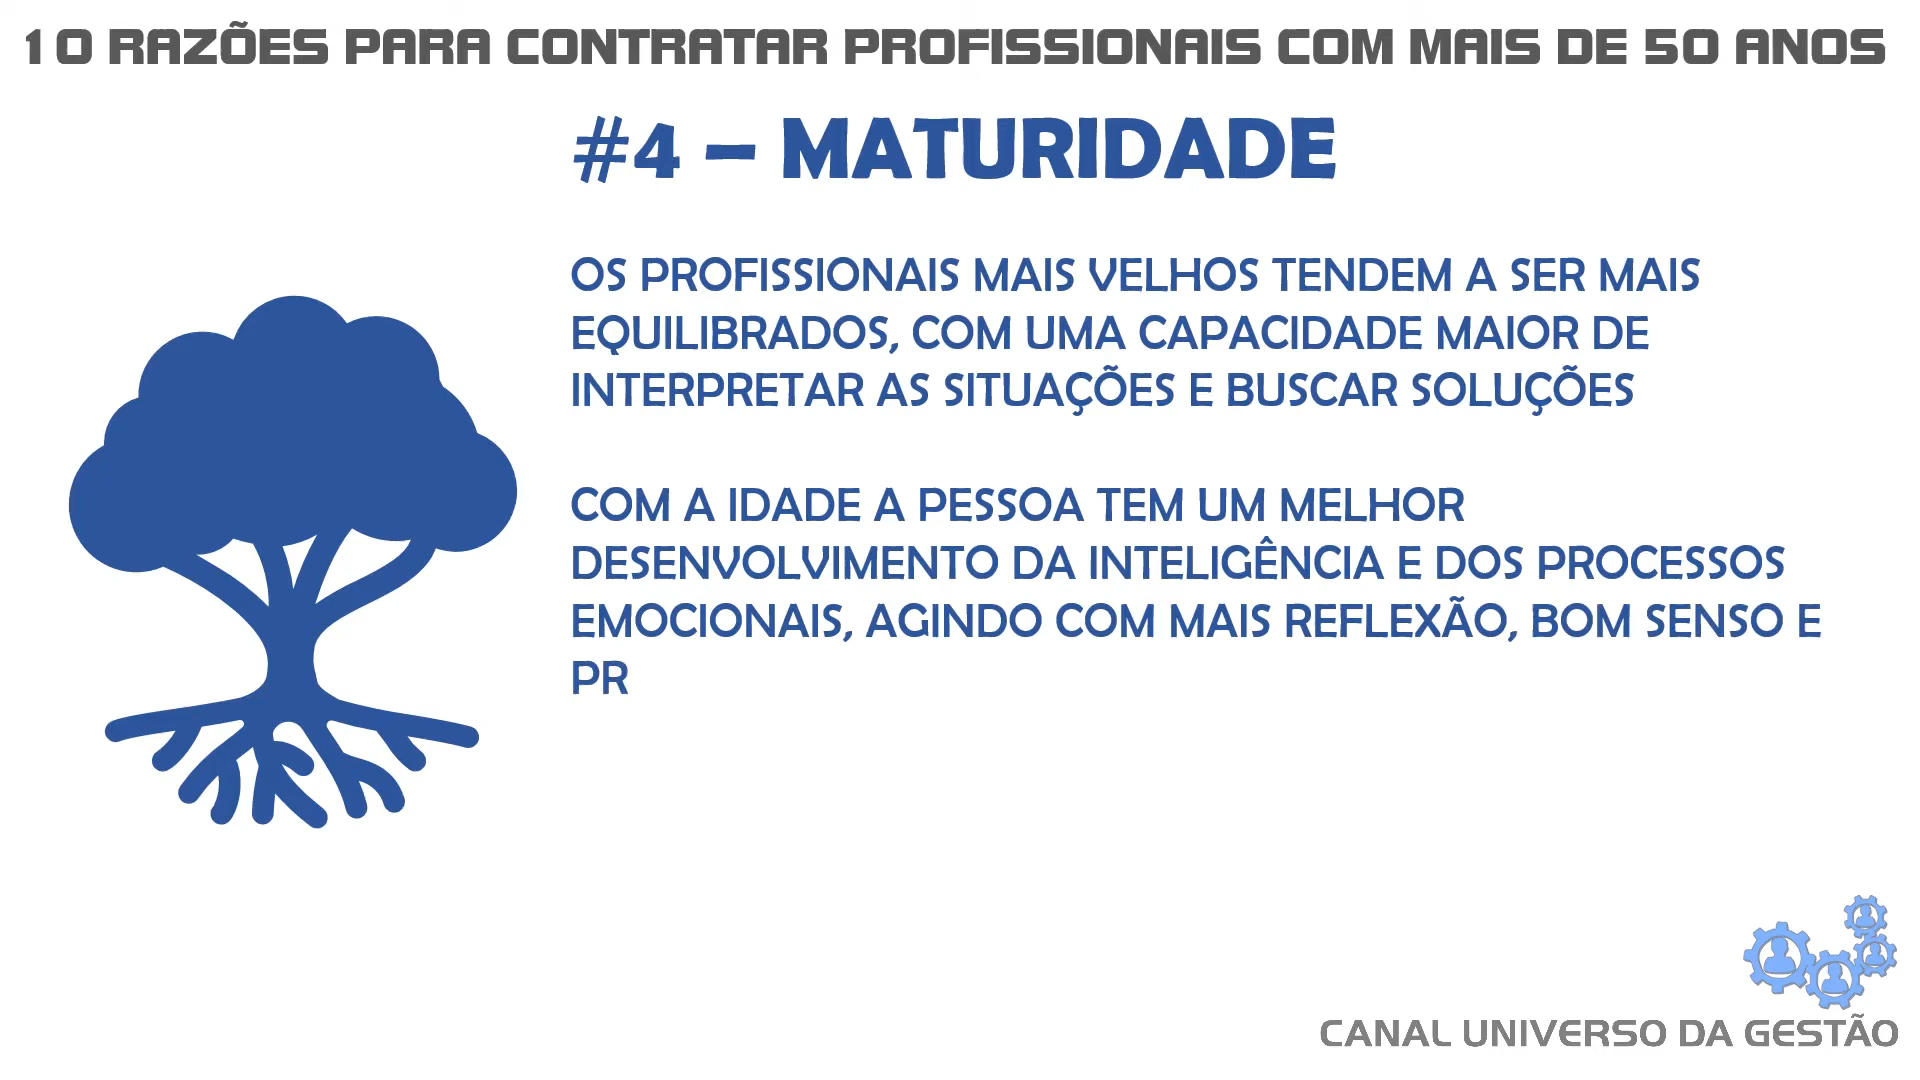 10 RAZÕES PARA CONTRATAR PROFISSIONAIS COM MAIS DE 50 ANOS
#4 – MATURIDADE
OS PROFISSIONAIS MAIS VELHOS TENDEM A SER MAIS
EQUILIBRADOS, COM UMA CAPACIDADE MAIOR DE
INTERPRETAR AS SITUAÇÕES E BUSCAR SOLUÇÕES
COM A IDADE A PESSOA TEM UM MELHOR
DESENVOLVIMENTO DA INTELIGÊNCIA E DOS PROCESSOS
EMOCIONAIS, AGINDO COM MAIS REFLEXÃO, BOM SENSO E
PR
CANAL UNIVERSO DA GESTÃO